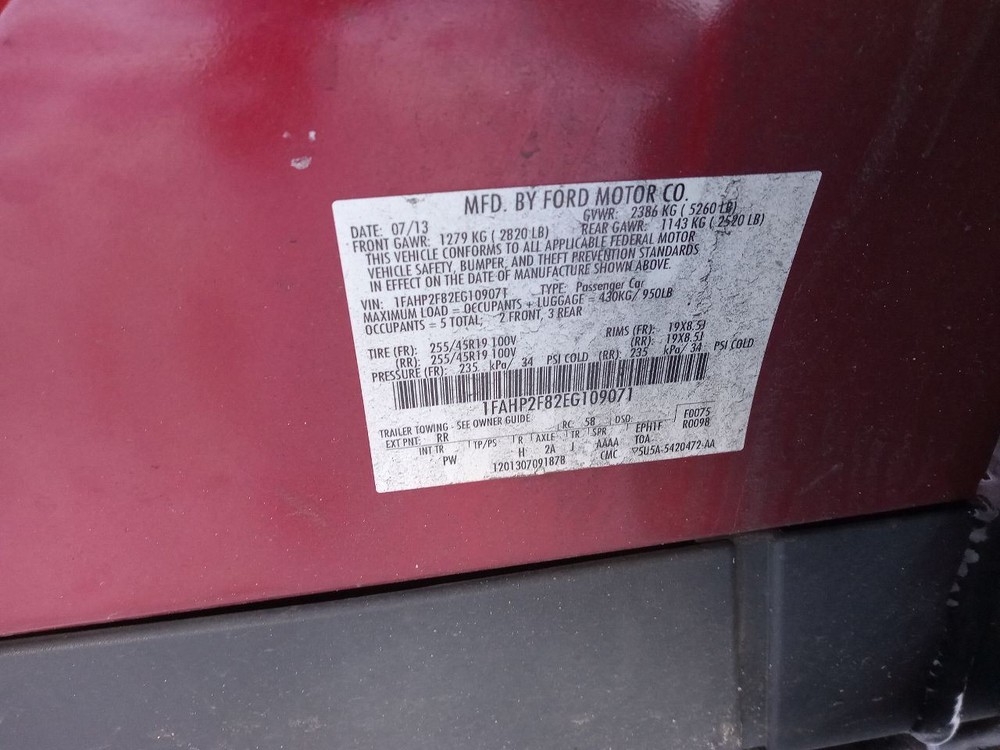 MFD. BY FORD MOTOR CO.
DATE: 07/13 GVWR: 2386 KG ( 5260 LB)
FRONT GAWR: 1279 KG ( 2820 LB) REAR GAWR: 1143 KG ( 2520 LB)
THIS VEHICLE CONFORMS TO ALL APPLICABLE FEDERAL MOTOR
VEHICLE SAFETY, BUMPER, AND THEFT PREVENTION STANDARDS
IN EFFECT ON THE DATE OF MANUFACTURE SHOWN ABOVE.
VIN: 1FAHP2F82EG109071 TYPE: Passenger Car
MAXIMUM LOAD = OCCUPANTS + LUGGAGE = 430KG/ 950LB
OCCUPANTS = 5 TOTAL; 2 FRONT, 3 REAR
TIRE (FR): 255/45R19 100V RIMS (FR): 19X8.5J
(RR): 255/45R19 100V (RR): 19X8.5J
PRESSURE (FR): 235 kPa/ 34 PSI COLD (RR): 235 kPa/ 34 PSI COLD
1FAHP2F82EG109071
TRAILER TOWING - SEE OWNER GUIDE RC: 58 DSO: F0075
EXT PNT: RR EPH1F R0098
INT TR TP/PS R AXLE TR SPR T0A
PW H 2A J AAAA
120130709187B CMC ▽5U5A-5420472-AA